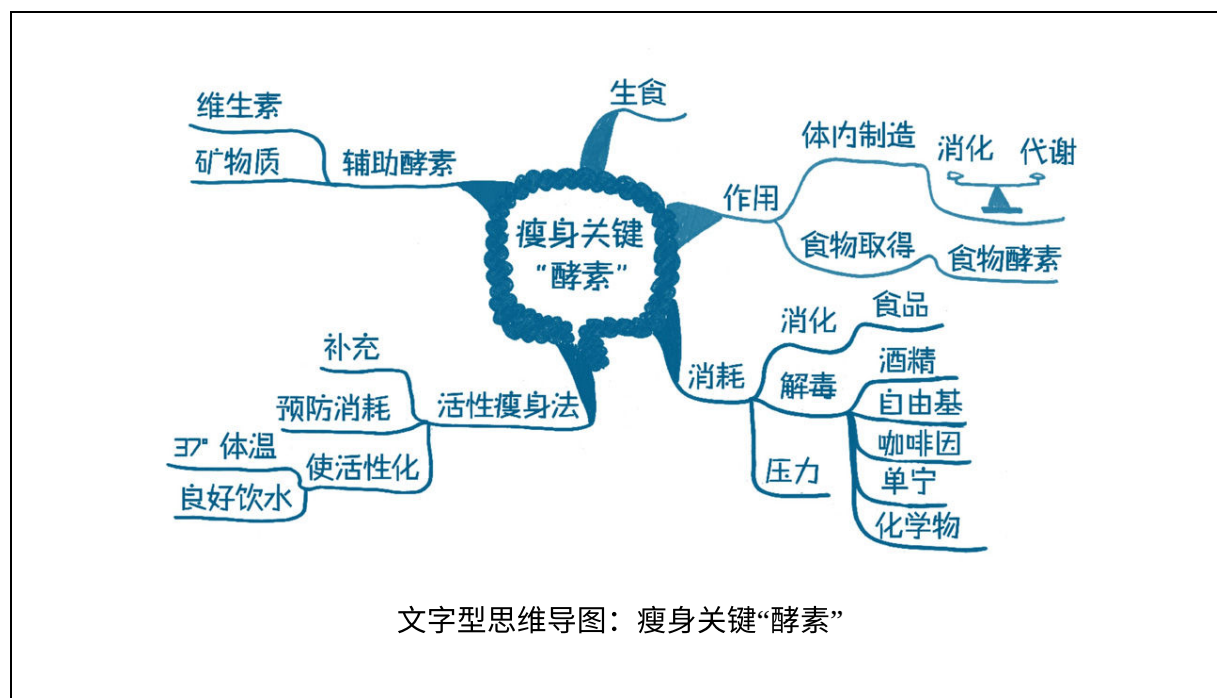 生食
维生素
矿物质
辅助酵素
瘦身关键
“酵素”
作用
体内制造
消化 代谢
食物取得
食物酵素
消耗
消化
食品
解毒
酒精
自由基
咖啡因
单宁
化学物
压力
活性瘦身法
补充
预防消耗
使活性化
37° 体温
良好饮水
文字型思维导图：瘦身关键“酵素”